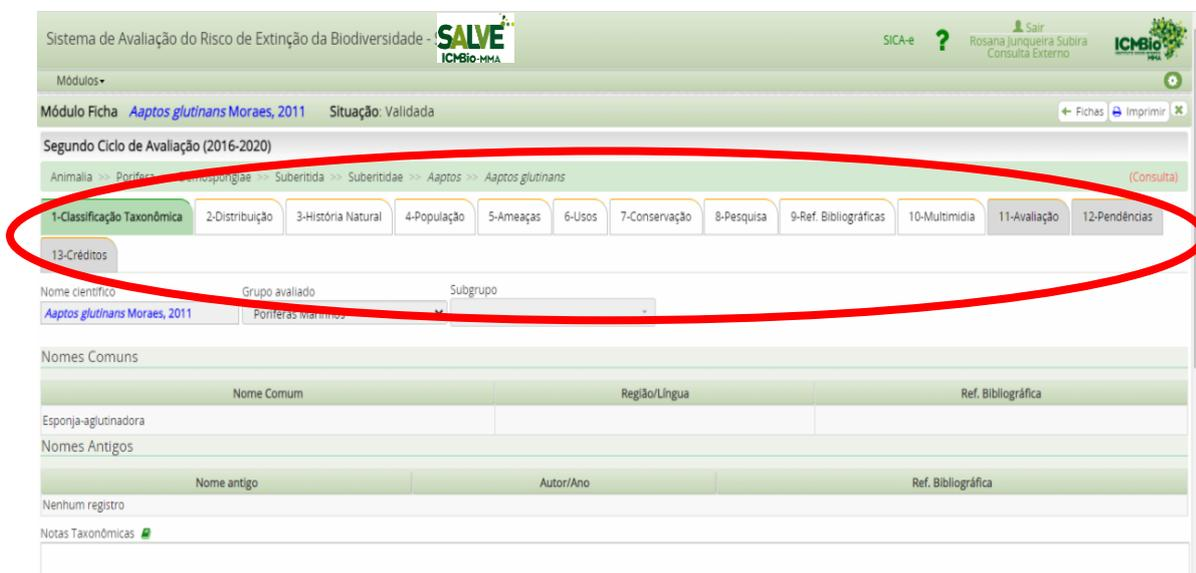 Sistema de Avaliação do Risco de Extinção da Biodiversidade - SALVE
ICMBio-MMA
SICA-e ? Sair
Rosana Junqueira Subira
Consulta Externo
ICMBio
MMA
Módulos
Módulo Ficha Aaptos glutinans Moraes, 2011 Situação: Validada Fichas Imprimir
Segundo Ciclo de Avaliação (2016-2020)
Animalia >> Porifera >> Demospongiae >> Suberitida >> Suberitidae >> Aaptos >> Aaptos glutinans (Consulta)
1-Classificação Taxonômica 2-Distribuição 3-História Natural 4-População 5-Ameaças 6-Usos 7-Conservação 8-Pesquisa 9-Ref. Bibliográficas 10-Multimidia 11-Avaliação 12-Pendências
13-Créditos
Nome científico Grupo avaliado Subgrupo
Aaptos glutinans Moraes, 2011 Poríferas Marinhos
Nomes Comuns
Nome Comum Região/Língua Ref. Bibliográfica
Esponja-aglutinadora
Nomes Antigos
Nome antigo Autor/Ano Ref. Bibliográfica
Nenhum registro
Notas Taxonômicas